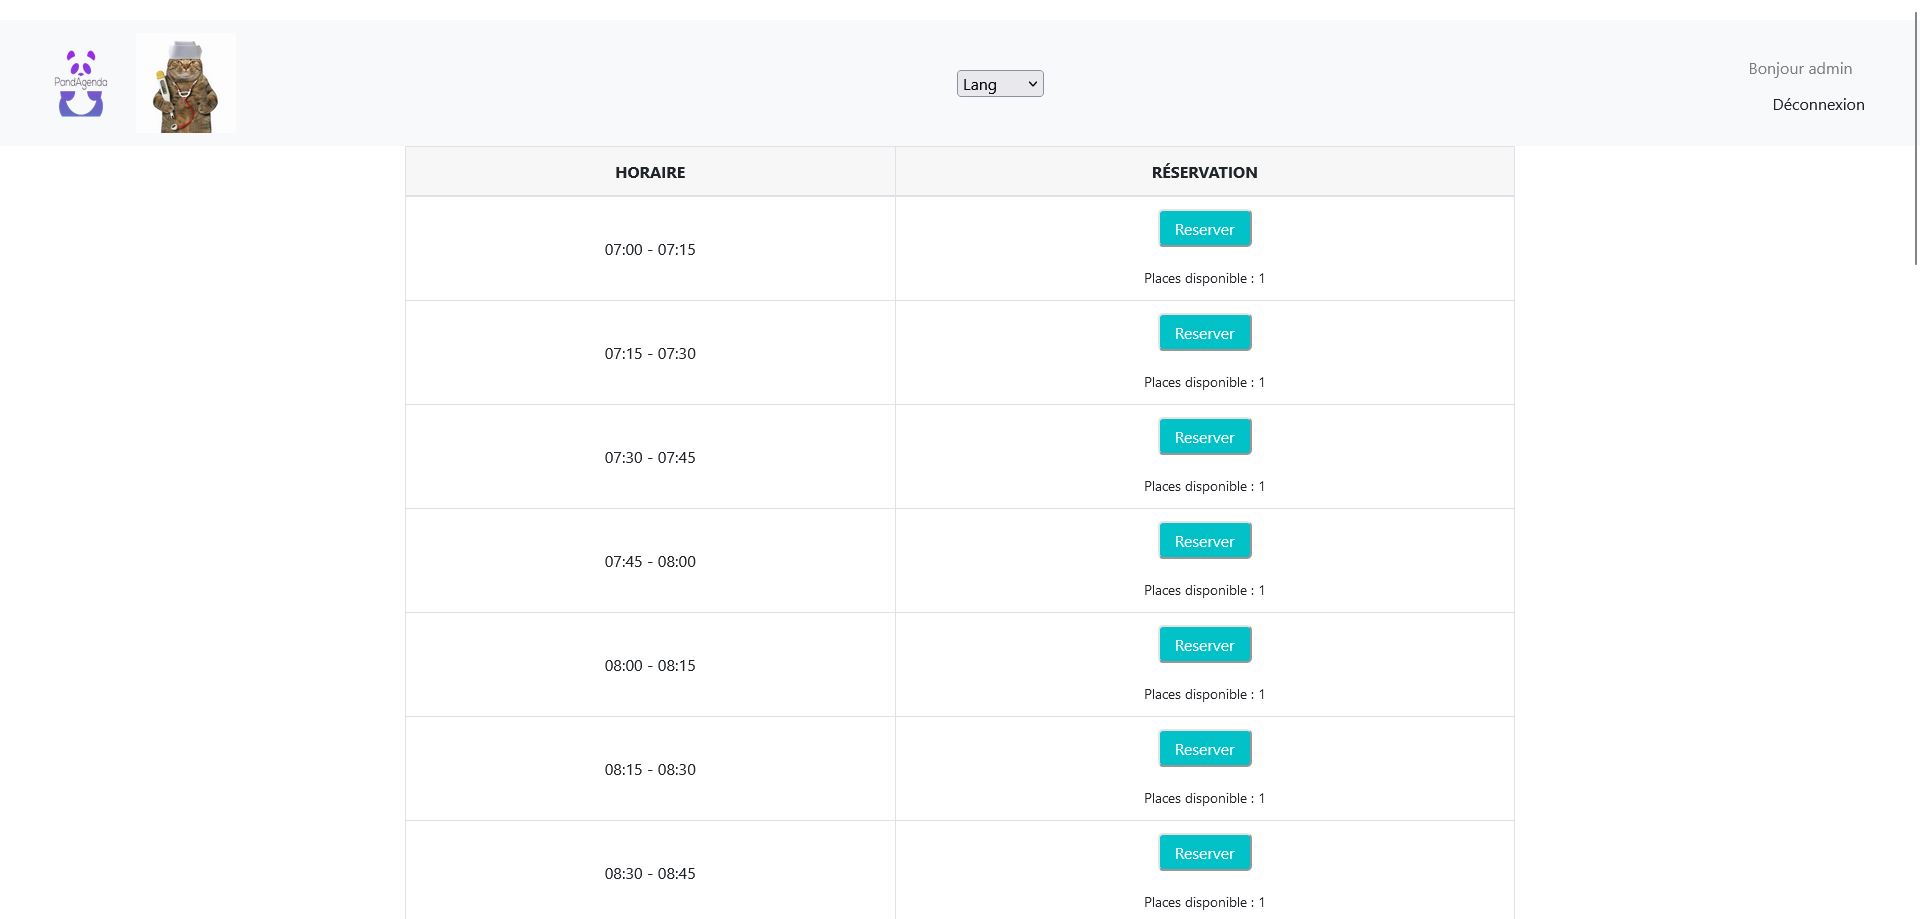 PandAgenda
Lang
Bonjour admin
Déconnexion
HORAIRE RÉSERVATION
07:00 - 07:15 Reserver
Places disponible : 1
07:15 - 07:30 Reserver
Places disponible : 1
07:30 - 07:45 Reserver
Places disponible : 1
07:45 - 08:00 Reserver
Places disponible : 1
08:00 - 08:15 Reserver
Places disponible : 1
08:15 - 08:30 Reserver
Places disponible : 1
08:30 - 08:45 Reserver
Places disponible : 1